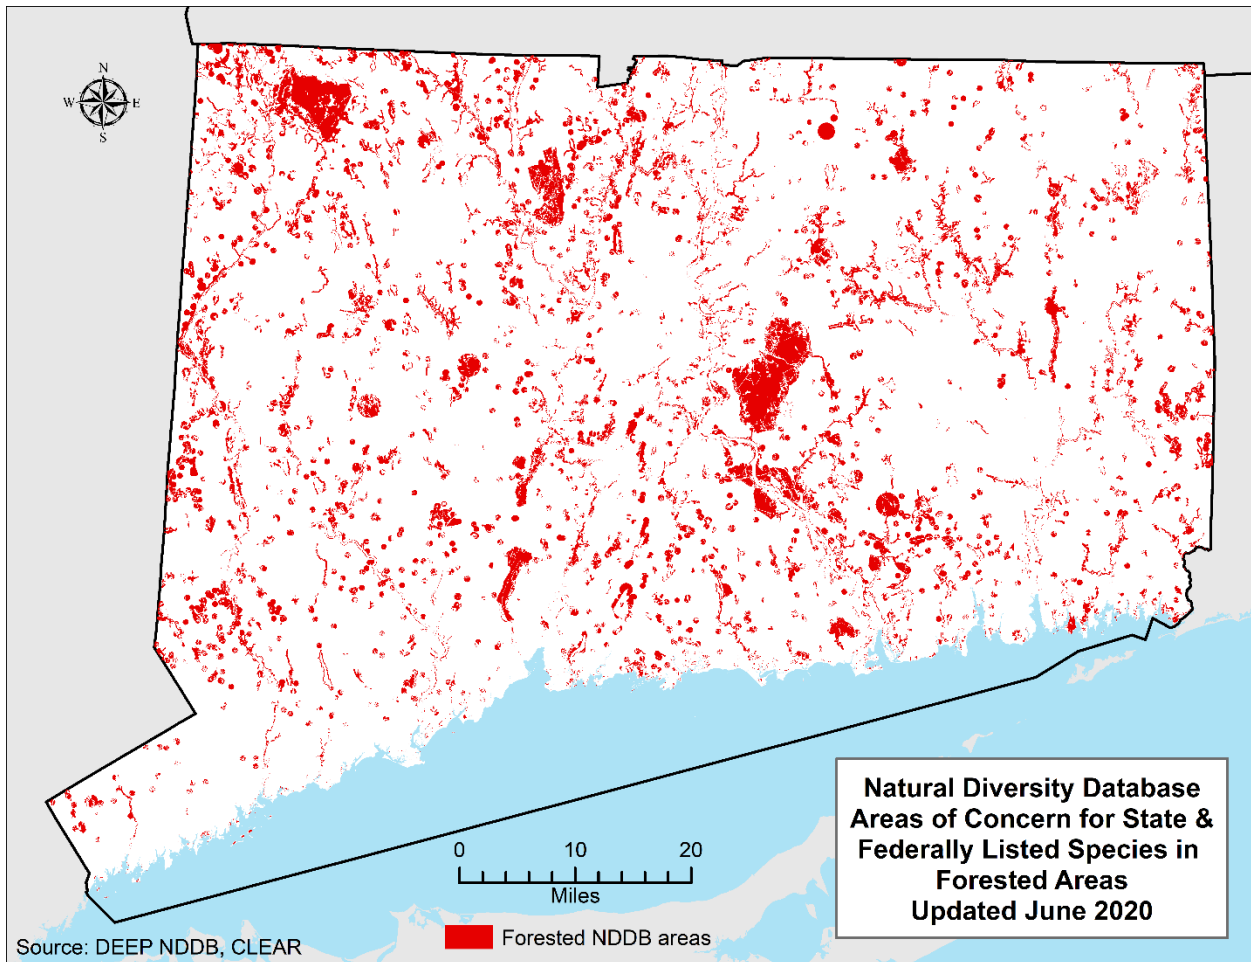 N
W E
S
0 10 20
Miles
Forested NDDB areas
Natural Diversity Database
Areas of Concern for State &
Federally Listed Species in
Forested Areas
Updated June 2020
Source: DEEP NDDB, CLEAR